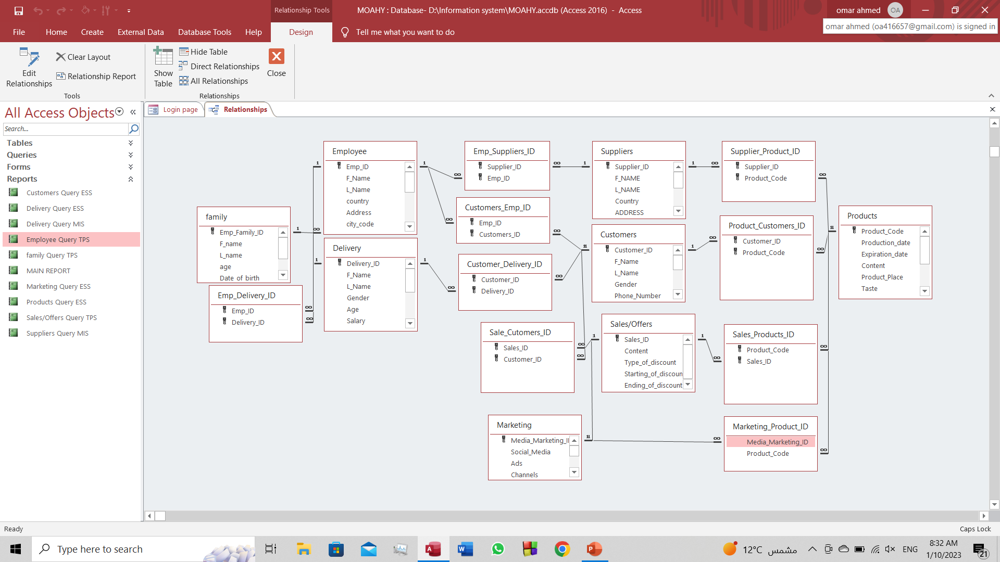 Relationship Tools
MOAHY : Database- D:\Information system\MOAHY.accdb (Access 2016)  -  Access
omar ahmed
OA
File
Home
Create
External Data
Database Tools
Help
Design
Tell me what you want to do
omar ahmed (oa416657@gmail.com) is signed in
Edit
Relationships
Clear Layout
Relationship Report
Tools
Show
Table
Hide Table
Direct Relationships
All Relationships
Close
Relationships
All Access Objects
Search...
Tables
Queries
Forms
Reports
Customers Query ESS
Delivery Query ESS
Delivery Query MIS
Employee Query TPS
family Query TPS
MAIN REPORT
Marketing Query ESS
Products Query ESS
Sales/Offers Query TPS
Suppliers Query MIS
Login page
Relationships
family
Emp_Family_ID
F_name
L_name
age
Date of birth
Emp_Delivery_ID
Emp_ID
Delivery_ID
Employee
Emp_ID
F_Name
L_Name
country
Address
city_code
Delivery
Delivery_ID
F_Name
L_Name
Gender
Age
Salary
Emp_Suppliers_ID
Supplier_ID
Emp_ID
Customers_Emp_ID
Emp_ID
Customers_ID
Customer_Delivery_ID
Customer_ID
Delivery_ID
Sale_Cutomers_ID
Sales_ID
Customer_ID
Marketing
Media_Marketing_I
Social_Media
Ads
Channels
Suppliers
Supplier_ID
F_NAME
L_NAME
Country
ADDRESS
Customers
Customer_ID
F_Name
L_Name
Gender
Phone_Number
Sales/Offers
Sales_ID
Content
Type_of_discount
Starting_of_discoun
Ending_of_discount
Supplier_Product_ID
Supplier_ID
Product_Code
Product_Customers_ID
Customer_ID
Product_Code
Sales_Products_ID
Product_Code
Sales_ID
Marketing_Product_ID
Media_Marketing_ID
Product_Code
Products
Product_Code
Production_date
Expiration_date
Content
Product_Place
Taste
Ready
Caps Lock
Type here to search
12°C مشمس
ENG
8:32 AM
1/10/2023
21